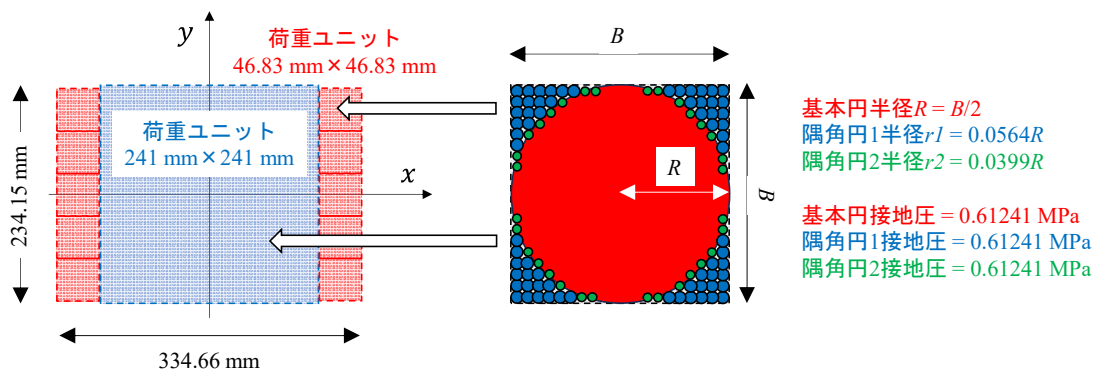 y
荷重ユニット
46.83 mm×46.83 mm
荷重ユニット
241 mm×241 mm
x
234.15 mm
334.66 mm
B
R
B
基本円半径R = B/2
隅角円1半径r1 = 0.0564R
隅角円2半径r2 = 0.0399R
基本円接地圧 = 0.61241 MPa
隅角円1接地圧 = 0.61241 MPa
隅角円2接地圧 = 0.61241 MPa